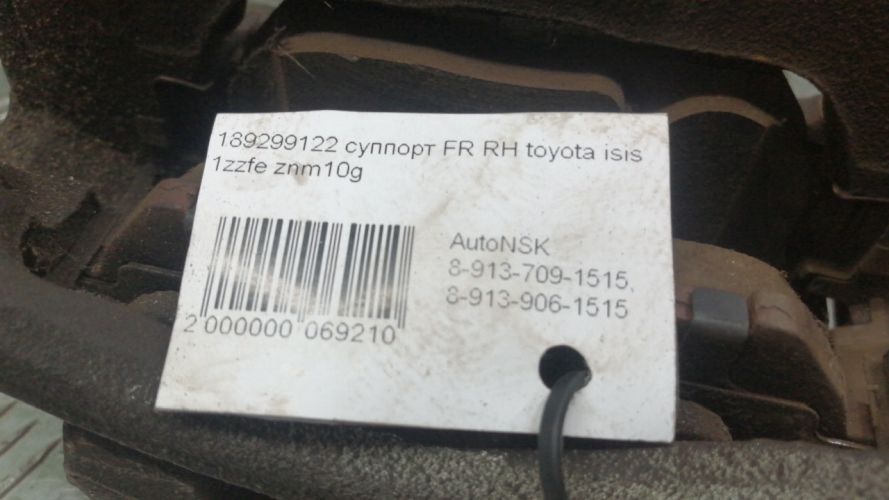 189299122 суппорт FR RH toyota isis
1zzfe znm10g
AutoNSK
8-913-709-1515,
8-913-906-1515
2 000000 069210